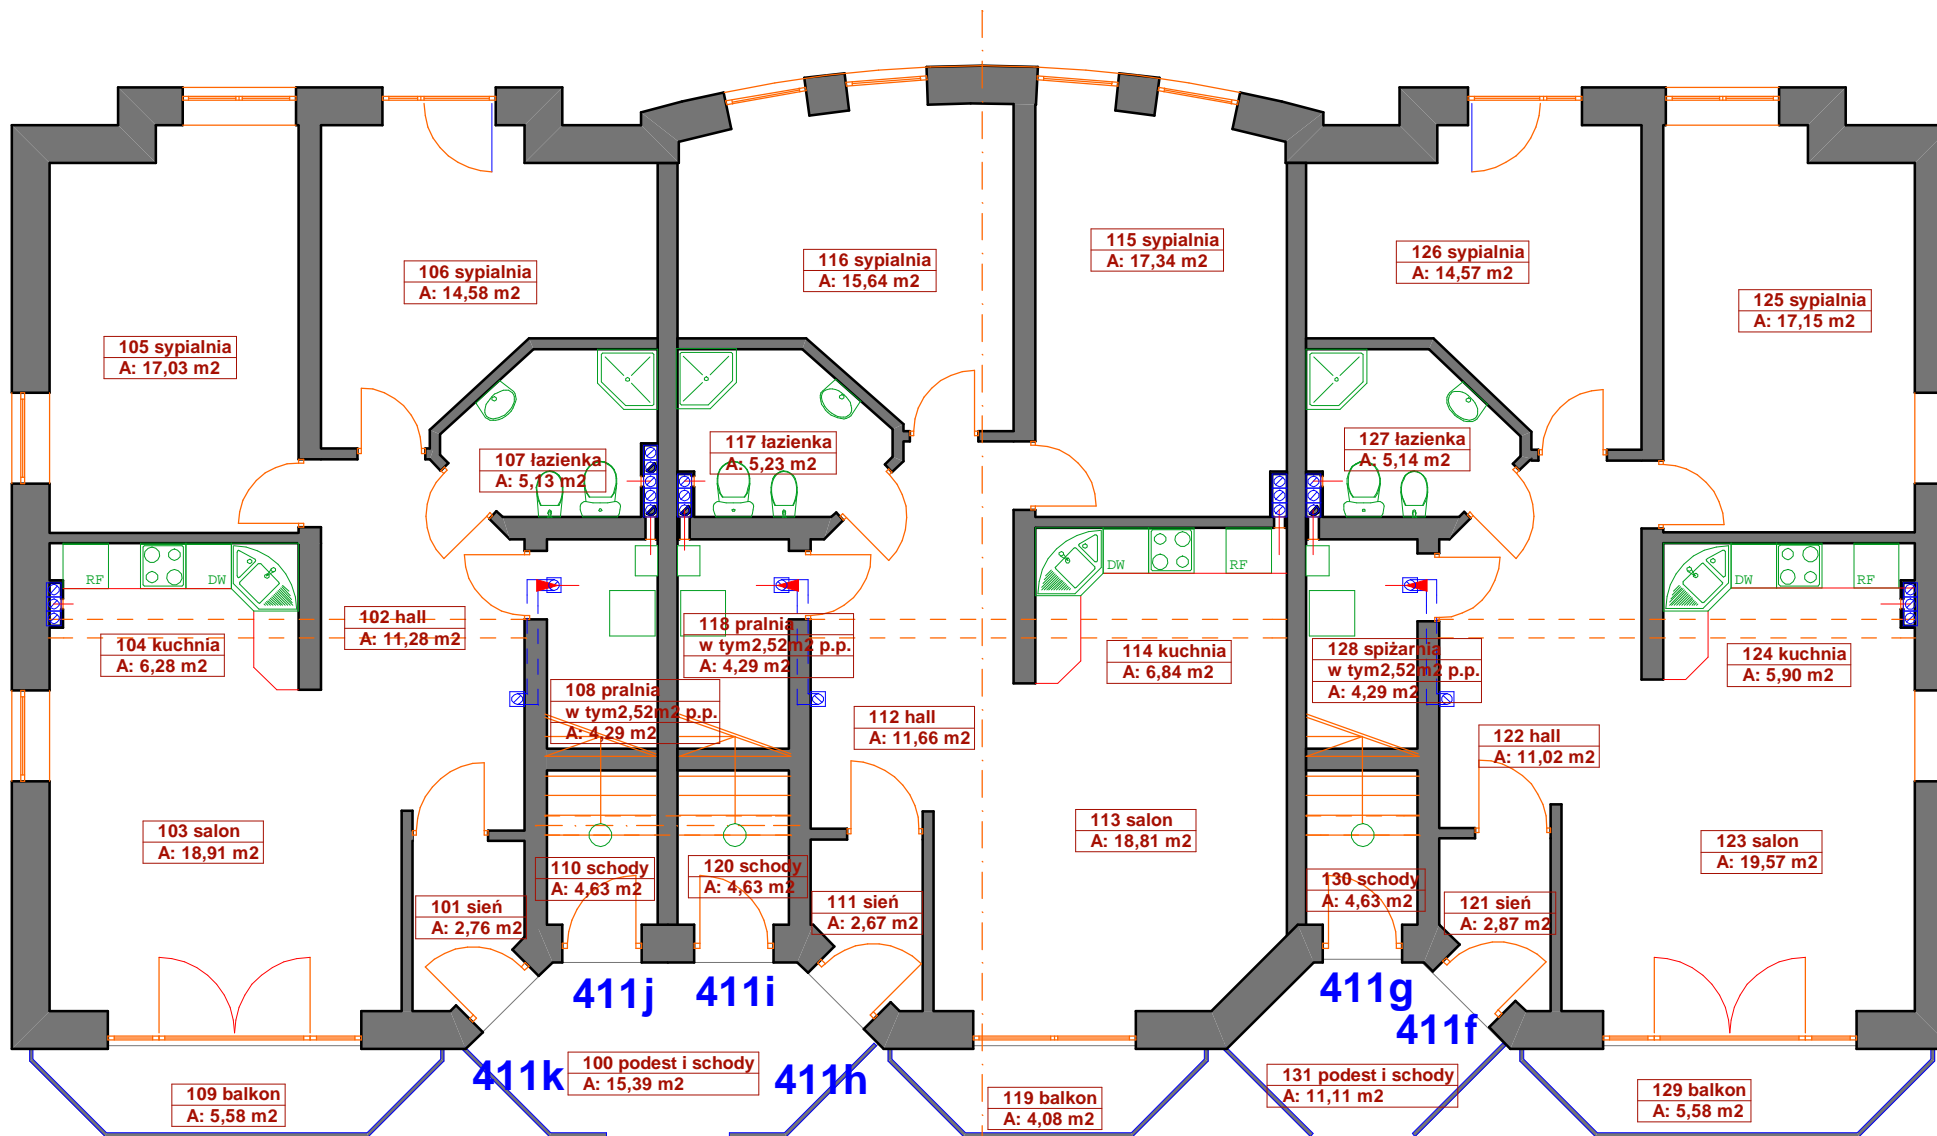 115 sypialnia
A: 17,34 m2
126 sypialnia
A: 14,57 m2
116 sypialnia
A: 15,64 m2
106 sypialnia
A: 14,58 m2
125 sypialnia
A: 17,15 m2
105 sypialnia
A: 17,03 m2
117 łazienka
A: 5,23 m2
127 łazienka
A: 5,14 m2
107 łazienka
A: 5,13 m2
RF
DW
DW
RF
DW
RF
102 hall
A: 11,28 m2
118 pralnia
w tym2,52m2 p.p.
A: 4,29 m2
104 kuchnia
A: 6,28 m2
114 kuchnia
A: 6,84 m2
128 spiżarnia
w tym2,52m2 p.p.
A: 4,29 m2
124 kuchnia
A: 5,90 m2
108 pralnia
w tym2,52m2 p.p.
A: 4,29 m2
112 hall
A: 11,66 m2
122 hall
A: 11,02 m2
103 salon
A: 18,91 m2
113 salon
A: 18,81 m2
123 salon
A: 19,57 m2
110 schody
A: 4,63 m2
120 schody
A: 4,63 m2
130 schody
A: 4,63 m2
101 sień
A: 2,76 m2
111 sień
A: 2,67 m2
121 sień
A: 2,87 m2
411j
411i
411g
411f
411k
100 podest i schody
A: 15,39 m2
411h
131 podest i schody
A: 11,11 m2
109 balkon
A: 5,58 m2
119 balkon
A: 4,08 m2
129 balkon
A: 5,58 m2